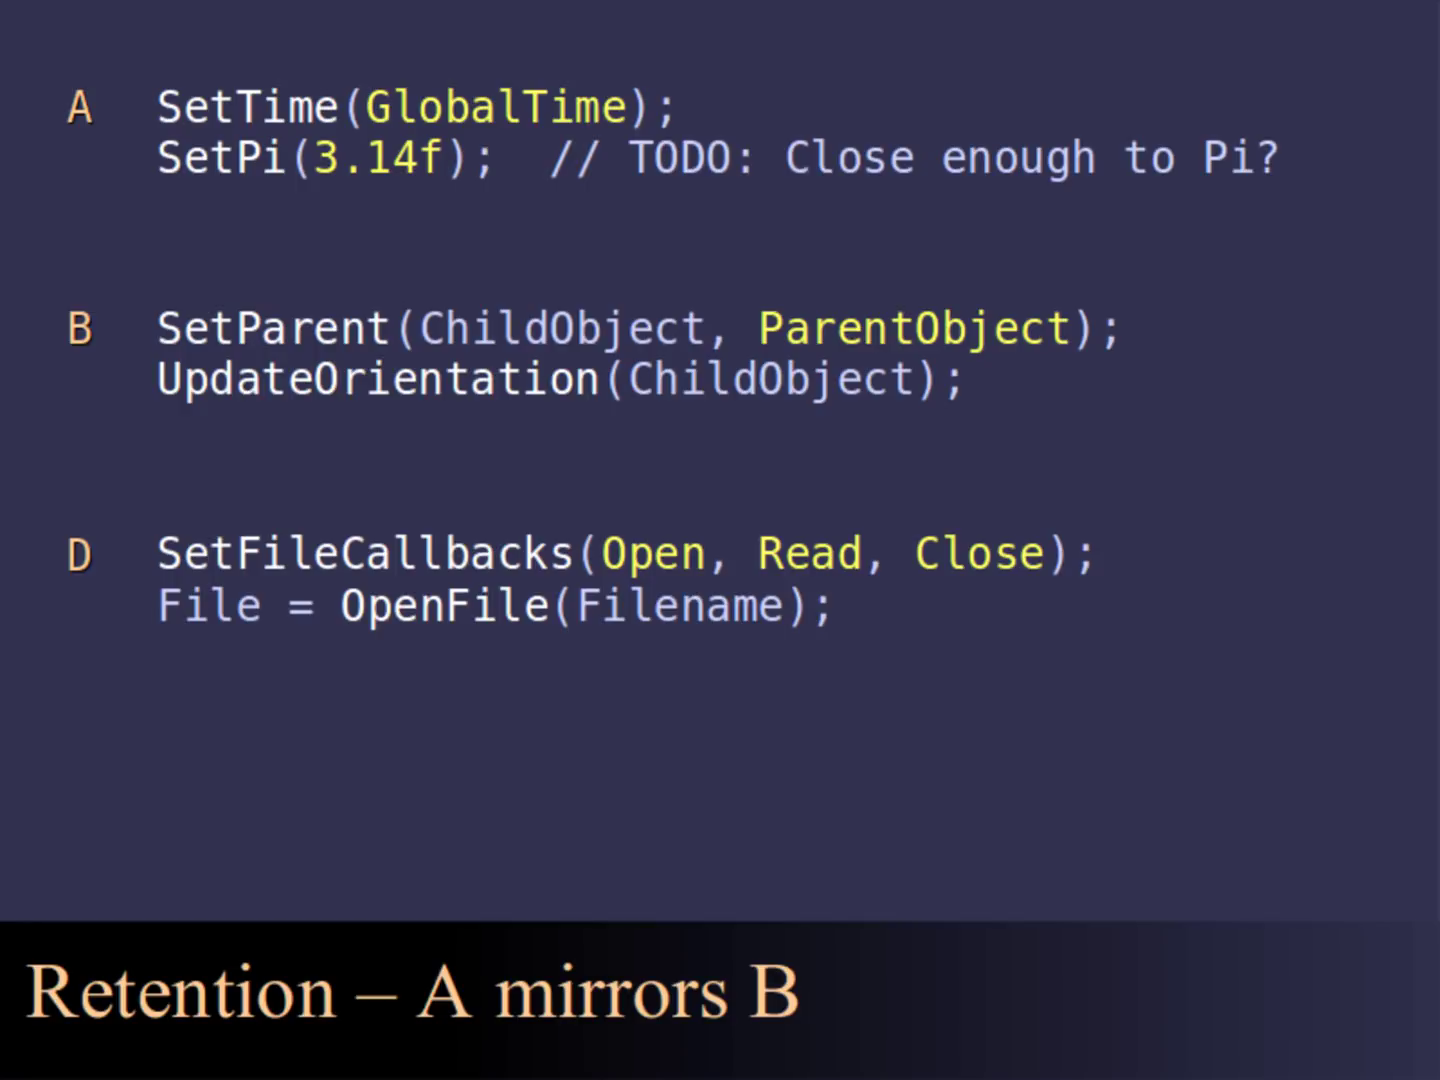 A SetTime(GlobalTime);
SetPi(3.14f);  // TODO: Close enough to Pi?
B SetParent(ChildObject, ParentObject);
UpdateOrientation(ChildObject);
D SetFileCallbacks(Open, Read, Close);
File = OpenFile(Filename);
Retention – A mirrors B